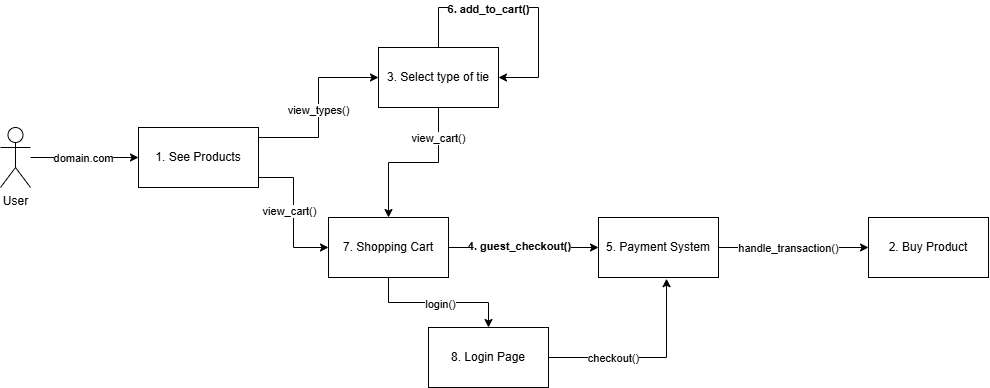 6. add_to_cart()
3. Select type of tie
view_types()
view_cart()
domain.com
1. See Products
User
view_cart()
7. Shopping Cart
4. guest_checkout()
5. Payment System
handle_transaction()
2. Buy Product
login()
8. Login Page
checkout()